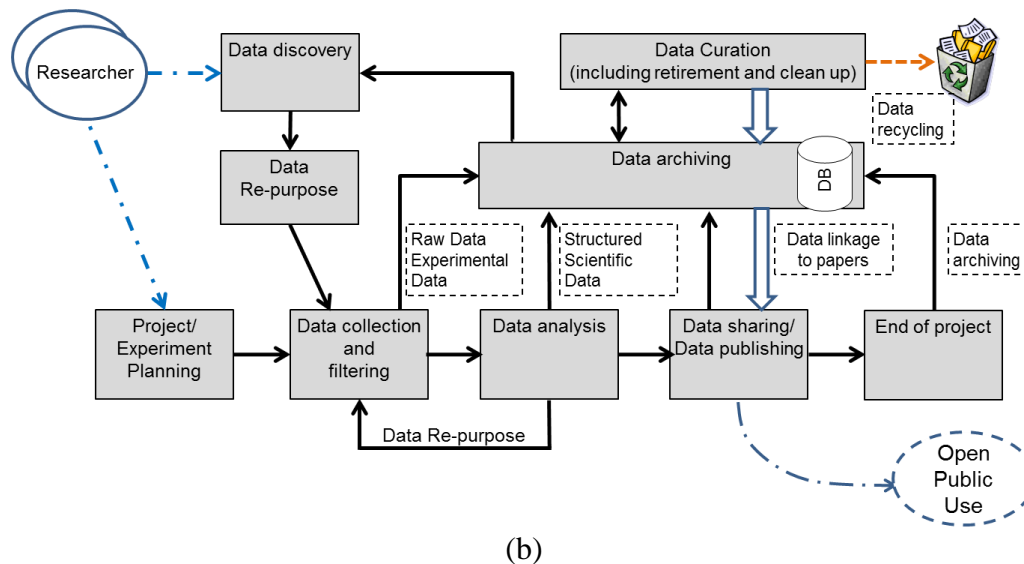 Researcher
Data discovery
Data Curation
(including retirement and clean up)
Data
recycling
Data
Re-purpose
Data archiving
DB
Raw Data
Experimental
Data
Structured
Scientific
Data
Data linkage
to papers
Data
archiving
Project/
Experiment
Planning
Data collection
and
filtering
Data analysis
Data sharing/
Data publishing
End of project
Data Re-purpose
Open
Public
Use
(b)